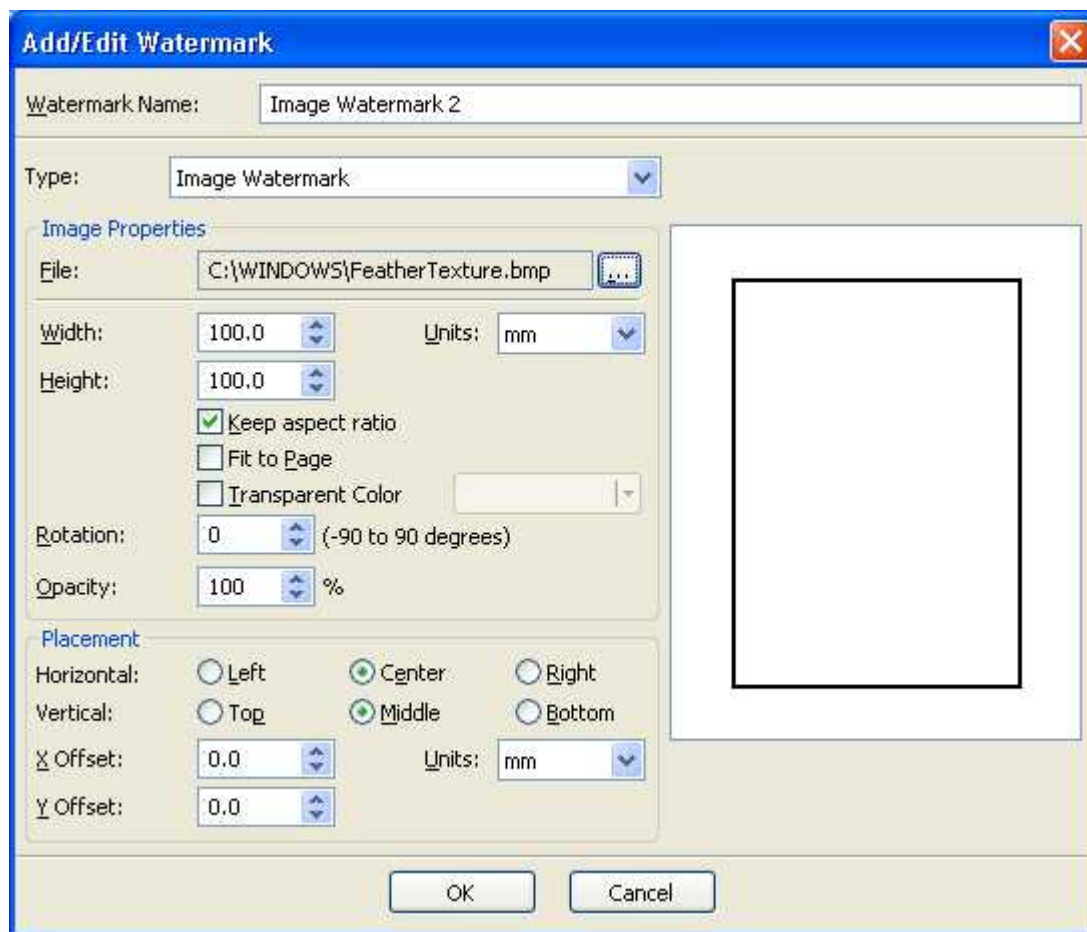 Add/Edit Watermark
Watermark Name: Image Watermark 2
Type: Image Watermark
Image Properties
File: C:\WINDOWS\FeatherTexture.bmp ...
Width: 100.0 Units: mm
Height: 100.0
Keep aspect ratio
Fit to Page
Transparent Color
Rotation: 0 (-90 to 90 degrees)
Opacity: 100 %
Placement
Horizontal: Left Center Right
Vertical: Top Middle Bottom
X Offset: 0.0 Units: mm
Y Offset: 0.0
OK Cancel